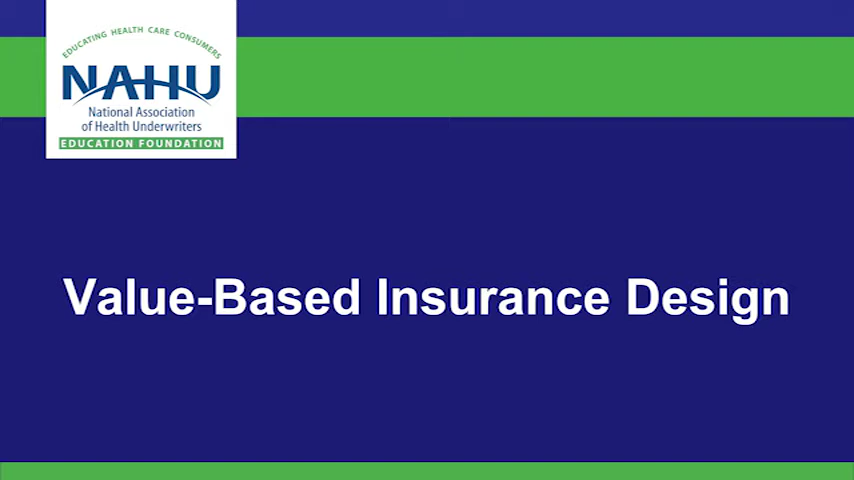 EDUCATING HEALTH CARE CONSUMERS
NAHU
National Association
of Health Underwriters
EDUCATION FOUNDATION
Value-Based Insurance Design